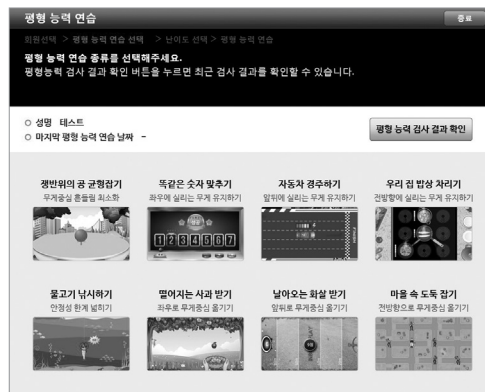 평형 능력 연습
종료
회원선택 > 평형 능력 연습 선택 > 난이도 선택 > 평형 능력 연습
평형 능력 연습 종류를 선택해주세요.
평형능력 검사 결과 확인 버튼을 누르면 최근 검사 결과를 확인할 수 있습니다.
○ 성명 테스트
○ 마지막 평형 능력 연습 날짜 -
평형 능력 검사 결과 확인
쟁반위의 공 균형잡기
무게중심 흔들림 최소화
똑같은 숫자 맞추기
좌우에 실리는 무게 유지하기
자동차 경주하기
앞뒤에 실리는 무게 유지하기
우리 집 밥상 차리기
전방향에 실리는 무게 유지하기
1 2 3 4 5 6 7
물고기 낚시하기
안정성 한계 넓히기
떨어지는 사과 받기
좌우로 무게중심 옮기기
날아오는 화살 받기
앞뒤로 무게중심 옮기기
마을 속 도둑 잡기
전방향으로 무게중심 옮기기